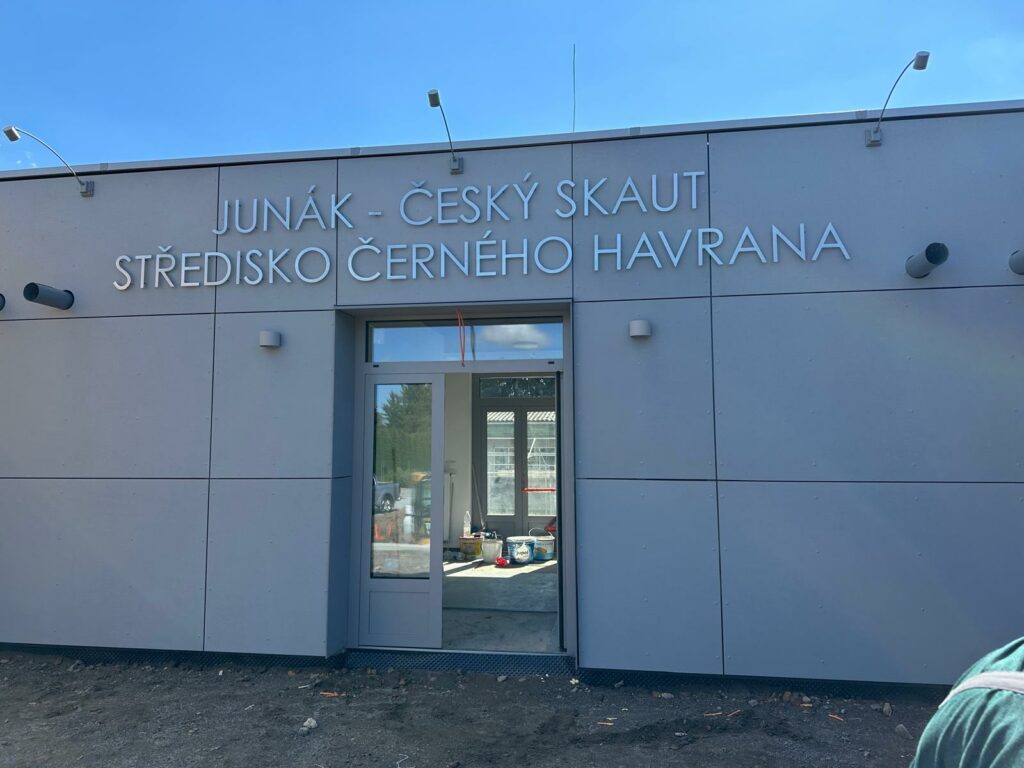 JUNÁK - ČESKÝ SKAUT
STŘEDISKO ČERNÉHO HAVRANA